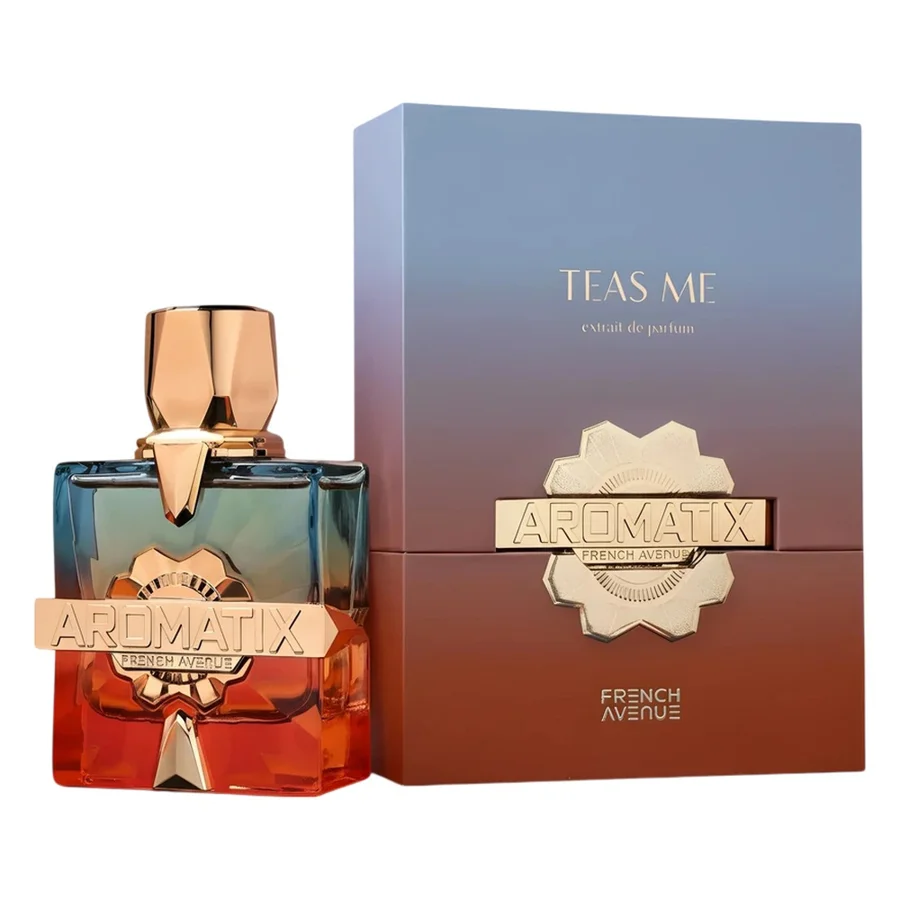 TEAS ME
extrait de parfum
AROMATIX
FRENCH AVENUE
FRENCH
AVENUE
AROMATIX
FRENCH AVENUE